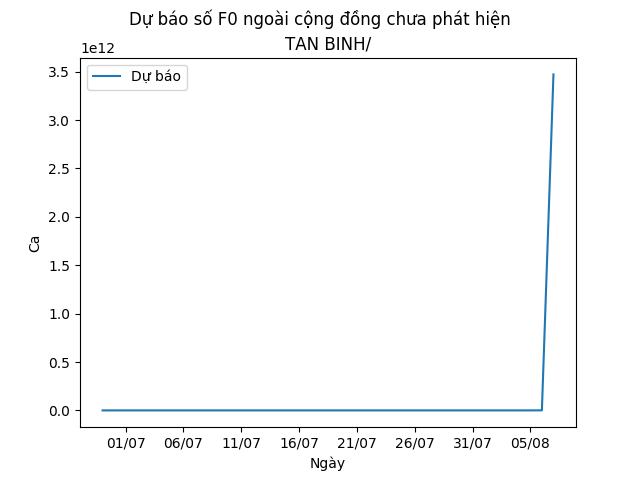 Dự báo số F0 ngoài cộng đồng chưa phát hiện
TAN BINH/
1e12
Dự báo
3.5
3.0
2.5
2.0
1.5
1.0
0.5
0.0
Ca
01/07 06/07 11/07 16/07 21/07 26/07 31/07 05/08
Ngày